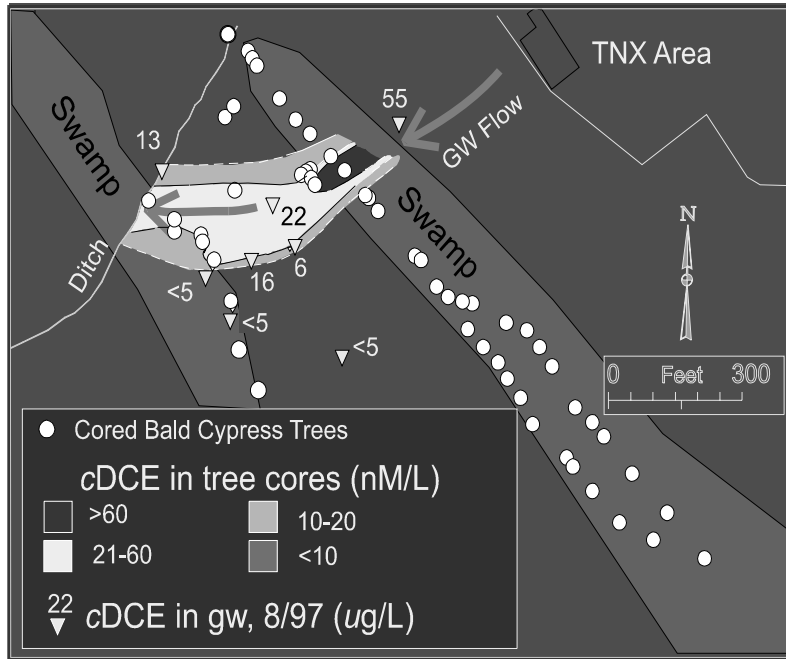 TNX Area
55
GW Flow
13
Swamp
22
Swamp
N
Ditch
6
16
<5
<5
<5
0 Feet 300
Cored Bald Cypress Trees
cDCE in tree cores (nM/L)
>60
10-20
21-60
<10
22
cDCE in gw, 8/97 (ug/L)